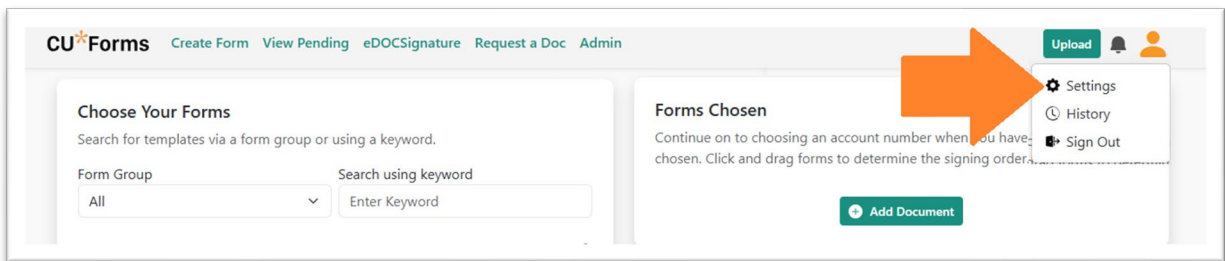 CU*Forms Create Form View Pending eDOCSignature Request a Doc Admin Upload
Settings
History
Sign Out
Choose Your Forms
Search for templates via a form group or using a keyword.
Form Group Search using keyword
All Enter Keyword
Forms Chosen
Continue on to choosing an account number when you have
chosen. Click and drag forms to determine the signing order.
Add Document